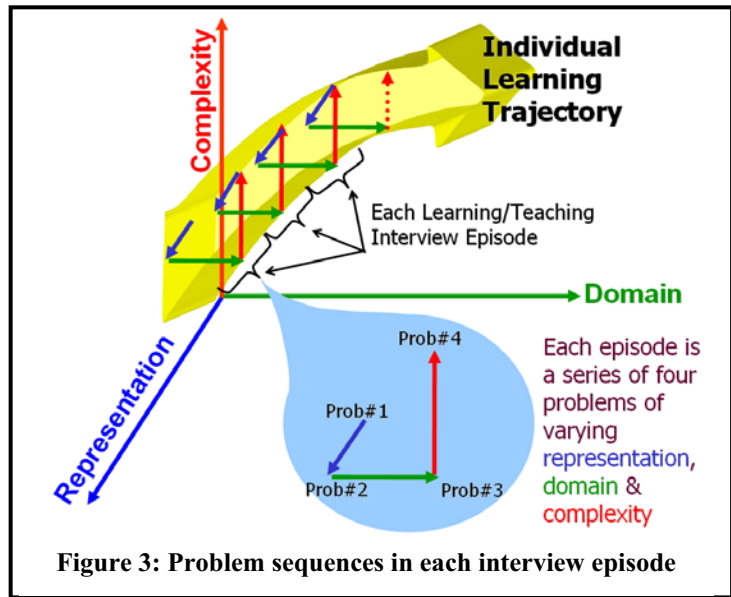 Individual
Learning
Trajectory
Complexity
Each Learning/Teaching
Interview Episode
Domain
Representation
Prob#4
Prob#1
Prob#2
Prob#3
Each episode is
a series of four
problems of
varying
representation,
domain &
complexity
Figure 3: Problem sequences in each interview episode